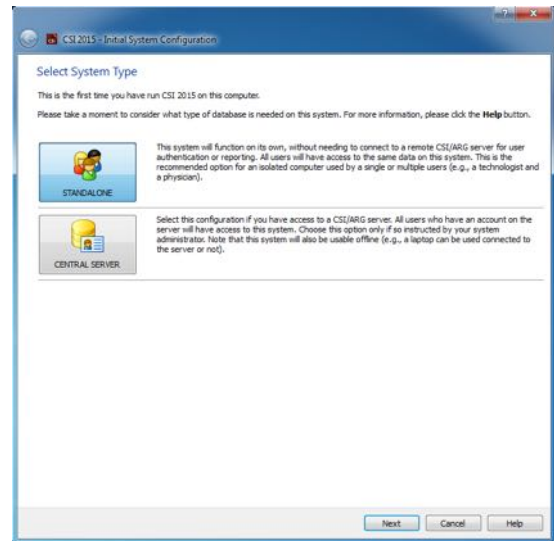 CSI 2015 - Initial System Configuration
Select System Type
This is the first time you have run CSI 2015 on this computer.
Please take a moment to consider what type of database is needed on this system. For more information, please click the Help button.
This system will function on its own, without needing to connect to a remote CSI/ARG server for user
authentication or reporting. All users will have access to the same data on this system. This is the
recommended option for an isolated computer used by a single or multiple users (e.g., a technologist and
a physician).
STANDALONE
Select this configuration if you have access to a CSI/ARG server. All users who have an account on the
server will have access to this system. Choose this option only if so instructed by your system
administrator. Note that this system will also be usable offline (e.g., a laptop can be used connected to
the server or not).
CENTRAL SERVER
Next Cancel Help